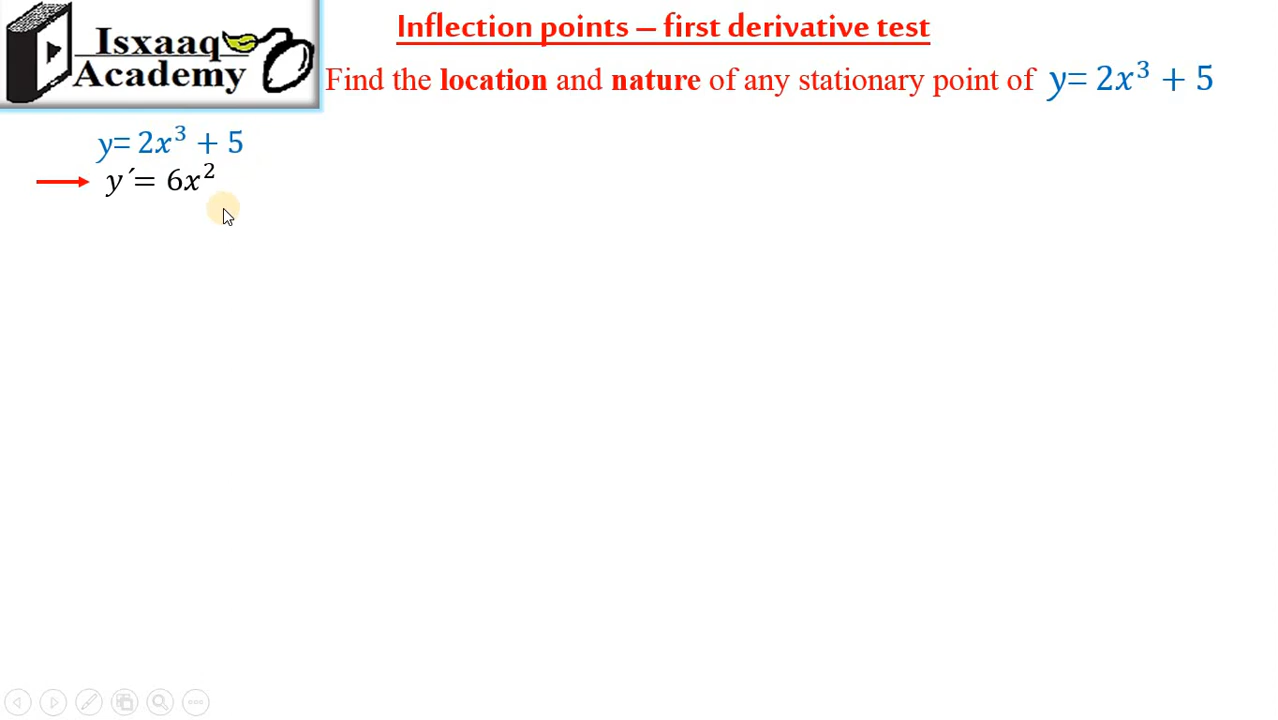 Isxaaq
Academy
Inflection points – first derivative test
Find the location and nature of any stationary point of y= 2x³ + 5
y= 2x³ + 5
y´= 6x²